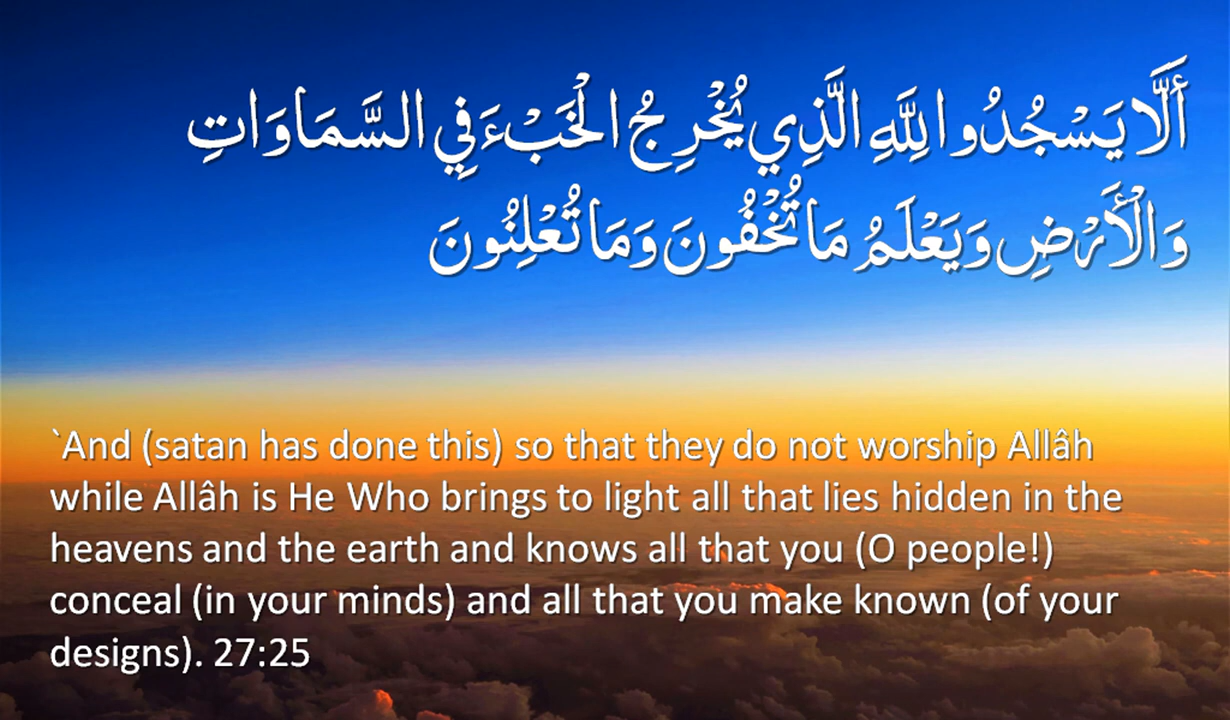 أَلَّا يَسْجُدُوا لِلَّهِ الَّذِي يُخْرِجُ الْخَبْءَ فِي السَّمَاوَاتِ
وَالْأَرْضِ وَيَعْلَمُ مَا تُخْفُونَ وَمَا تُعْلِنُونَ
`And (satan has done this) so that they do not worship Allâh
while Allâh is He Who brings to light all that lies hidden in the
heavens and the earth and knows all that you (O people!)
conceal (in your minds) and all that you make known (of your
designs). 27:25